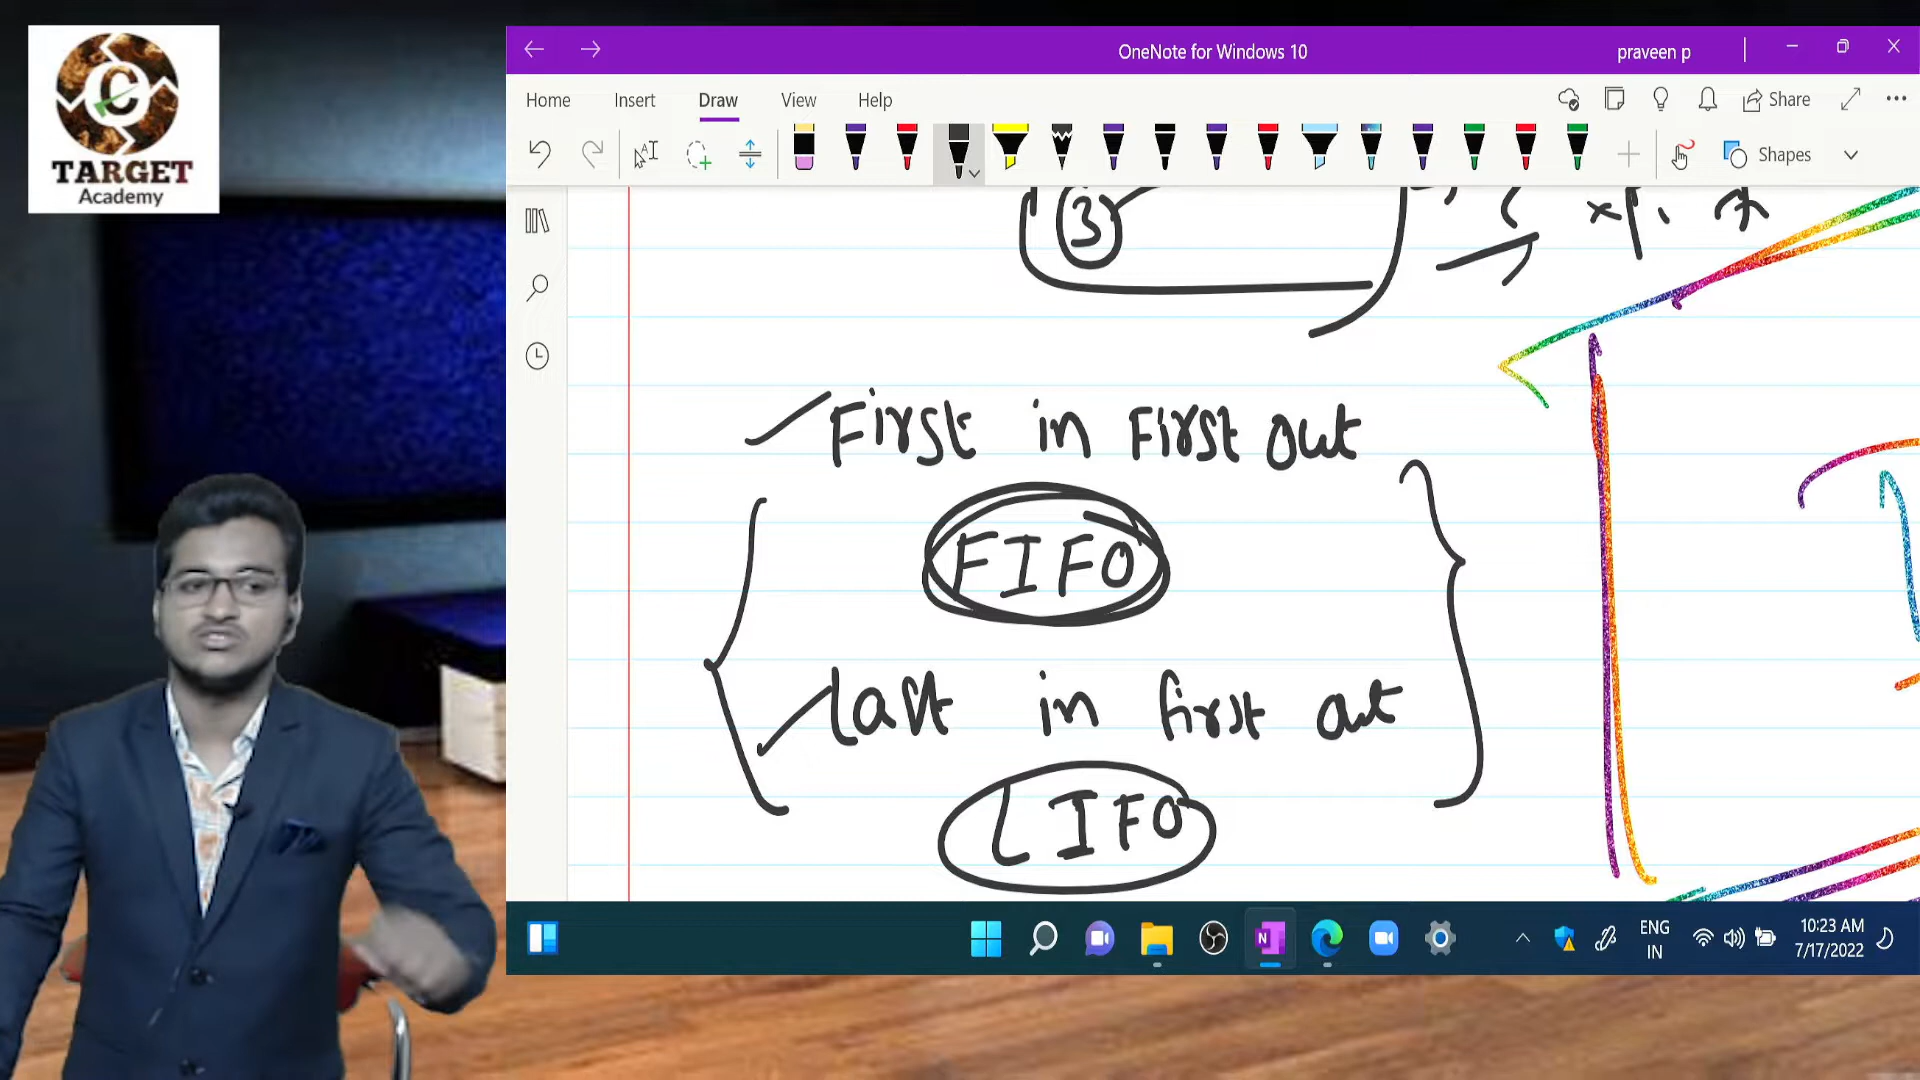 TARGET
Academy
OneNote for Windows 10
praveen p
Home Insert Draw View Help
Share
Shapes
3
First in First out
FIFO
last in first out
LIFO
ENG
IN
10:23 AM
7/17/2022